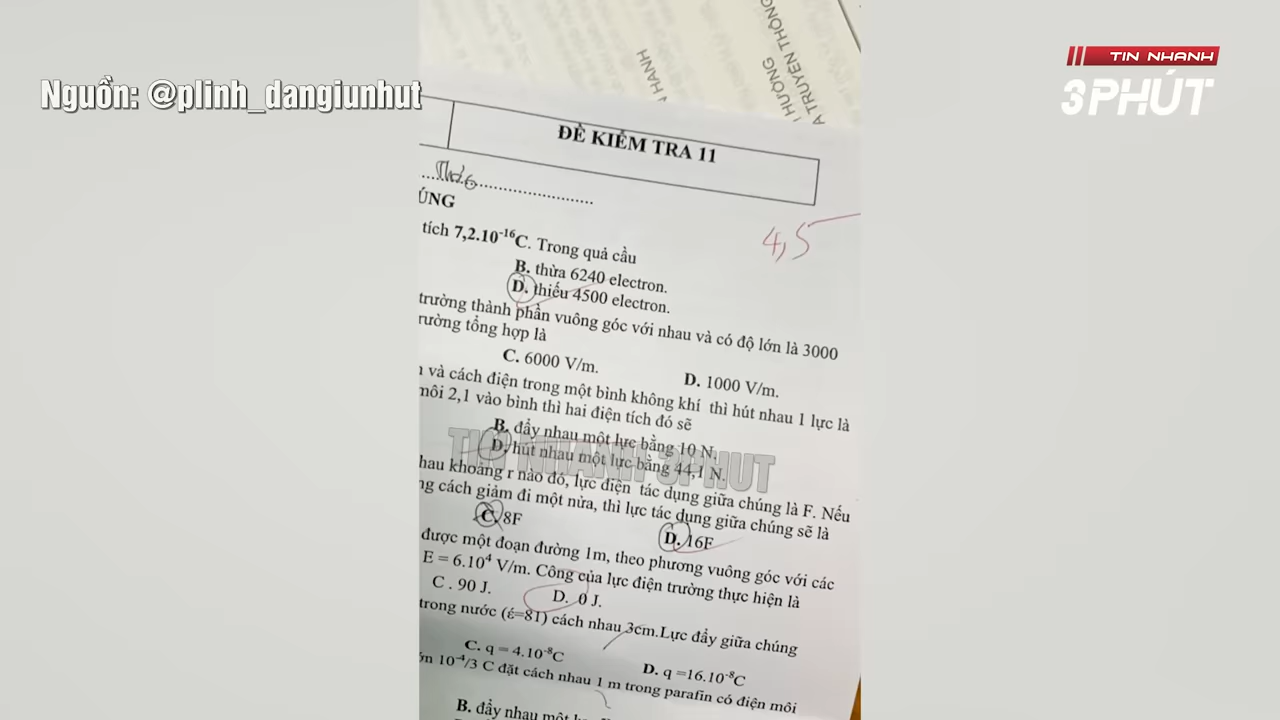 TIN NHANH
3PHÚT
Nguồn: @plinh_dangiunhut
HẠNH
HƯƠNG
A TRUYỀN THỐNG
ĐỀ KIỂM TRA 11
ÚNG
4,5
tích 7,2.10⁻¹⁶C. Trong quả cầu
B. thừa 6240 electron.
D. thiếu 4500 electron.
trường thành phần vuông góc với nhau và có độ lớn là 3000
rường tổng hợp là
C. 6000 V/m. D. 1000 V/m.
và cách điện trong một bình không khí thì hút nhau 1 lực là
môi 2,1 vào bình thì hai điện tích đó sẽ
B. đẩy nhau một lực bằng 10 N.
D. hút nhau một lực bằng 44,1 N.
TIN NHANH 3PHUT
hau khoảng r nào đó, lực điện tác dụng giữa chúng là F. Nếu
ng cách giảm đi một nửa, thì lực tác dụng giữa chúng sẽ là
C. 8F D. 16F
được một đoạn đường 1m, theo phương vuông góc với các
E = 6.10⁴ V/m. Công của lực điện trường thực hiện là
C . 90 J. D. 0 J.
trong nước (έ=81) cách nhau 3cm.Lực đẩy giữa chúng
C. q = 4.10⁻⁸C D. q =16.10⁻⁸C
ớn 10⁻⁴/3 C đặt cách nhau 1 m trong parafin có điện môi
B. đẩy nhau một